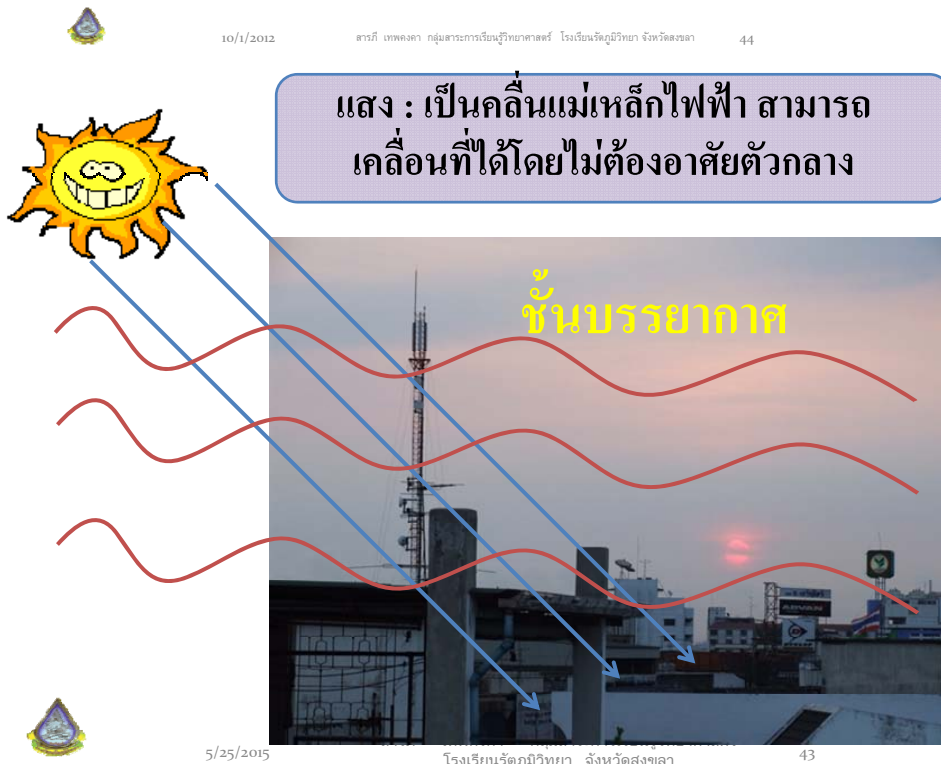 10/1/2012 สารภี เทพคงคา กลุ่มสาระการเรียนรู้วิทยาศาสตร์ โรงเรียนรัตภูมิวิทยา จังหวัดสงขลา 44
แสง : เป็นคลื่นแม่เหล็กไฟฟ้า สามารถ
เคลื่อนที่ได้โดยไม่ต้องอาศัยตัวกลาง
ชั้นบรรยากาศ
ADVAN
5/25/2015 โรงเรียนรัตภูมิวิทยา จังหวัดสงขลา 43